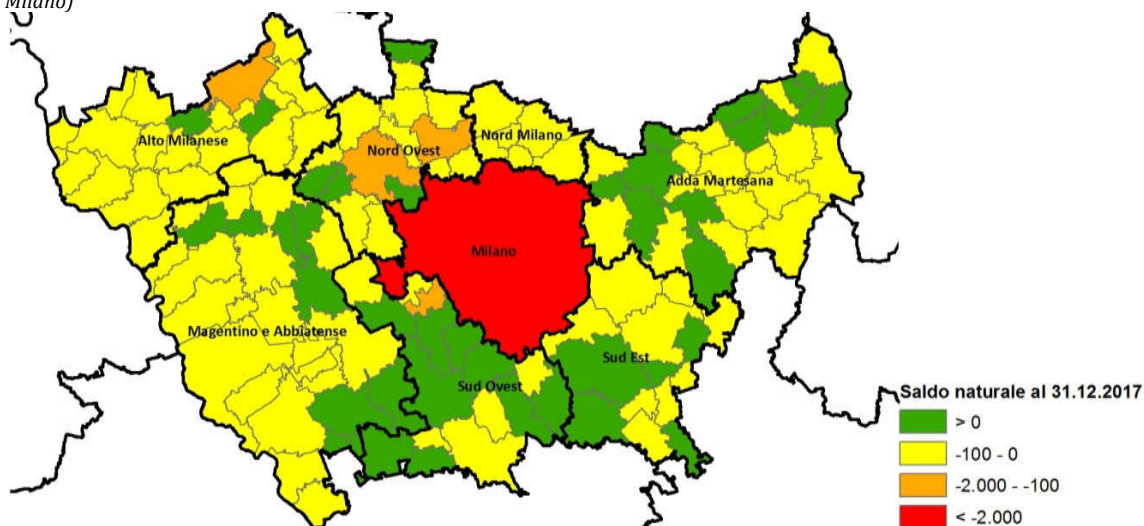 Milano)
Alto Milanese
Nord Ovest
Nord Milano
Adda Martesana
Milano
Magentino e Abbiatense
Sud Ovest
Sud Est
Saldo naturale al 31.12.2017
> 0
-100 - 0
-2.000 - -100
< -2.000